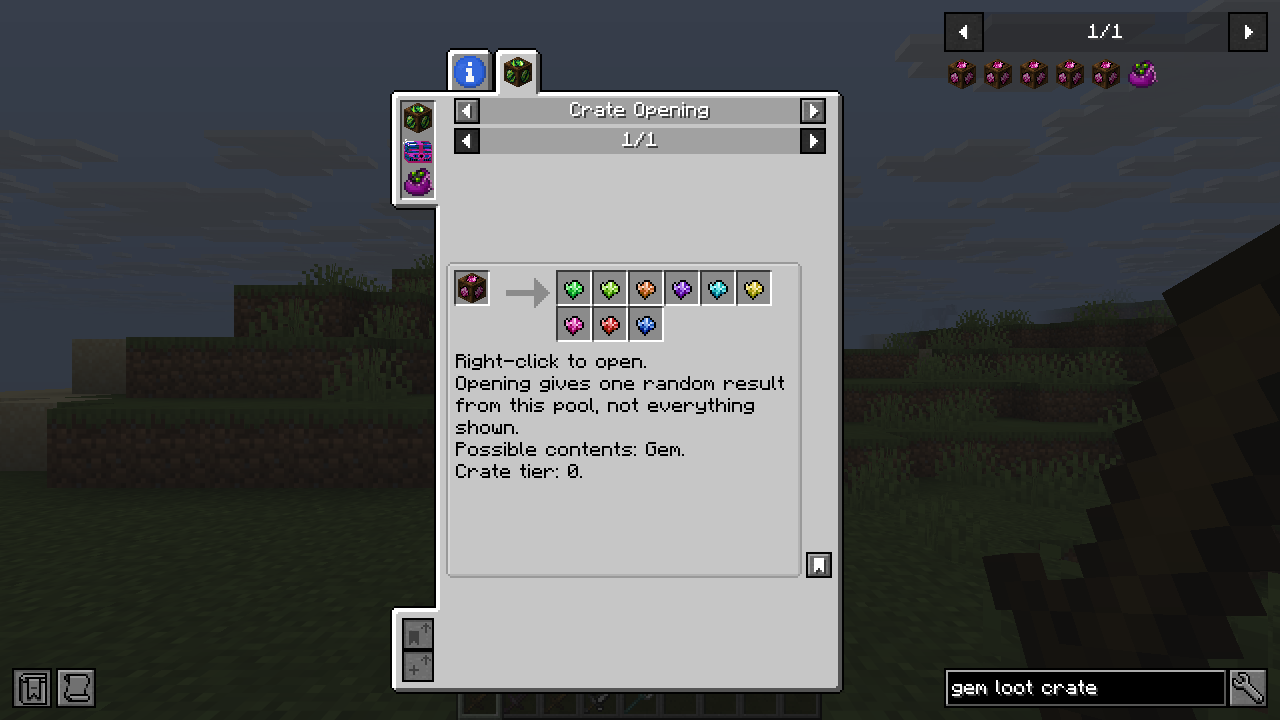 1/1
Crate Opening
1/1
Right-click to open.
Opening gives one random result
from this pool, not everything
shown.
Possible contents: Gem.
Crate tier: 0.
gem loot crate